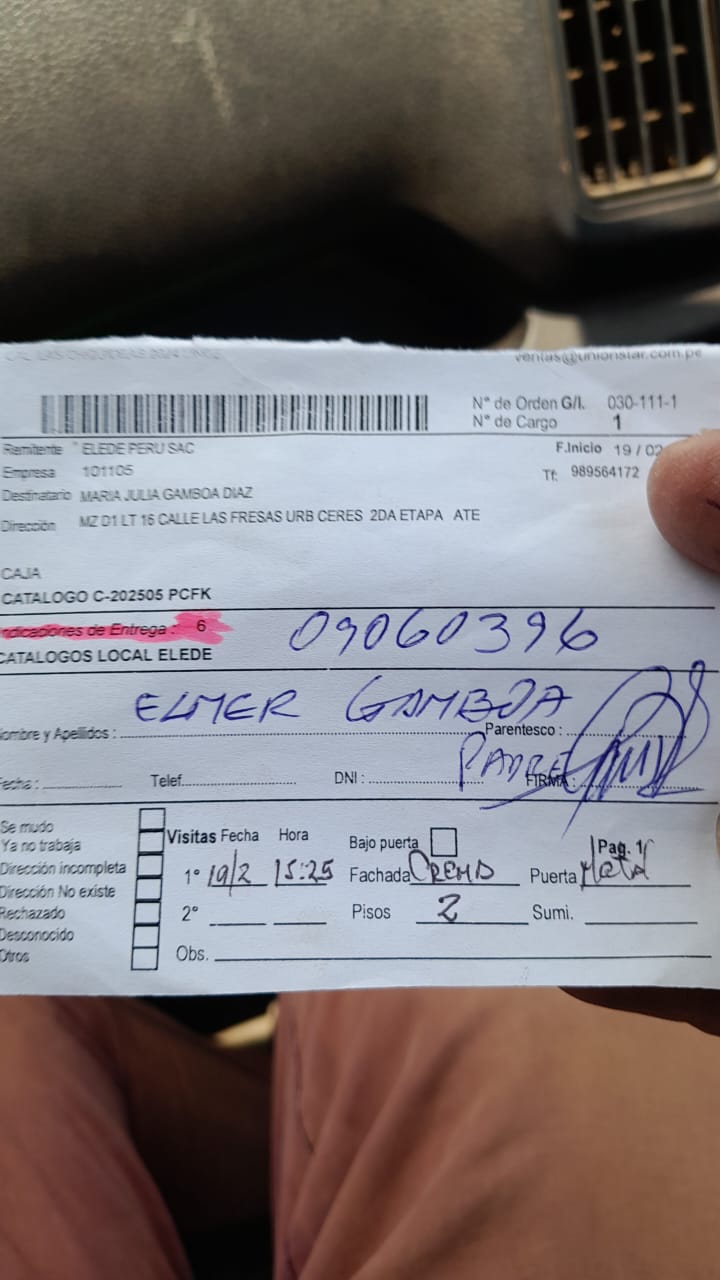 ventas@unionstar.com.pe
N° de Orden G/I. 030-111-1
N° de Cargo 1
Remitente ELEDE PERU SAC
F.Inicio 19 / 02
Empresa 101105
Tf: 989564172
Destinatario MARIA JULIA GAMBOA DIAZ
Dirección MZ D1 LT 16 CALLE LAS FRESAS URB CERES 2DA ETAPA ATE
CAJA
CATALOGO C-202505 PCFK
ndicaciones de Entrega : 6
09060396
CATALOGOS LOCAL ELEDE
ELMER GAMBOA
ombre y Apellidos :
Parentesco :
PADRE
echa : Telef. DNI : FIRMA :
Se mudo
Ya no trabaja
Dirección incompleta
Dirección No existe
Rechazado
Desconocido
Otros
Visitas Fecha Hora Bajo puerta Pag. 1
1° 19/2 15:25 Fachada CREMA Puerta Metal
2° Pisos 2 Sumi.
Obs.